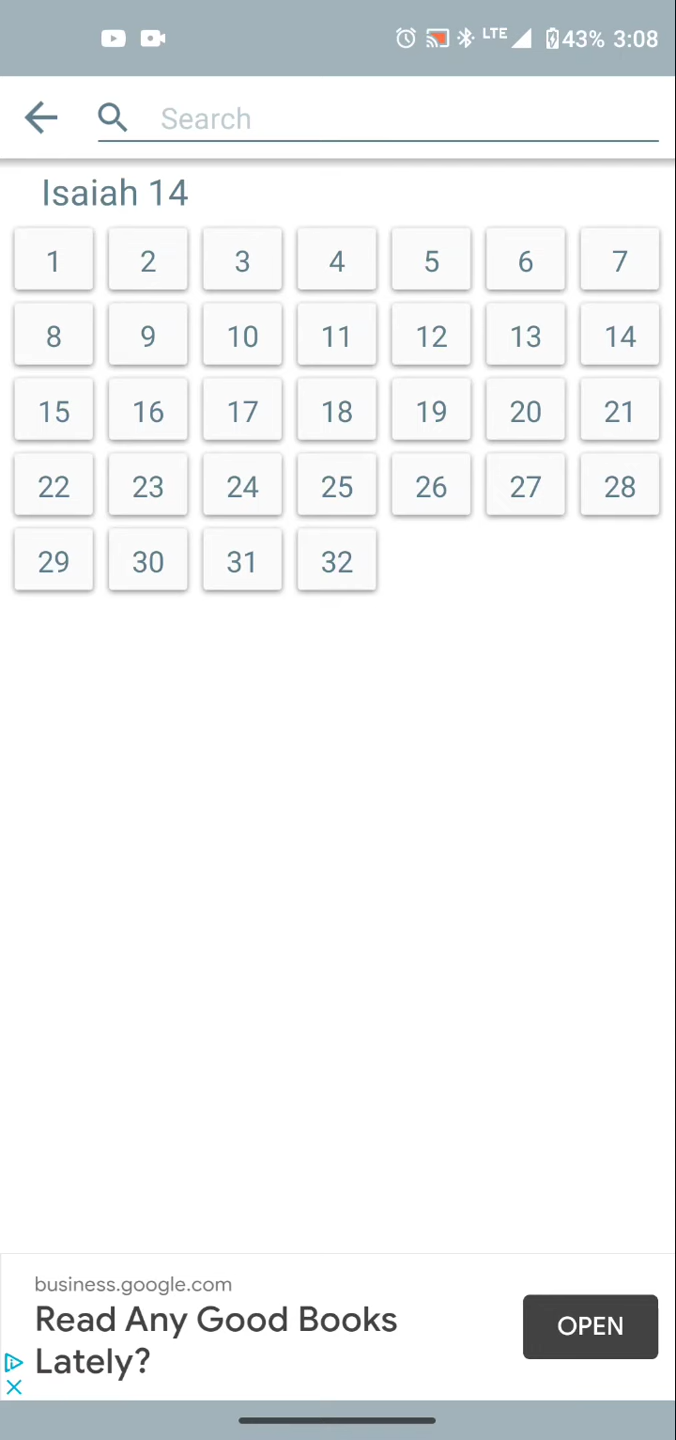 LTE 43% 3:08
Search
Isaiah 14
1 2 3 4 5 6 7
8 9 10 11 12 13 14
15 16 17 18 19 20 21
22 23 24 25 26 27 28
29 30 31 32
business.google.com
Read Any Good Books
Lately?
OPEN